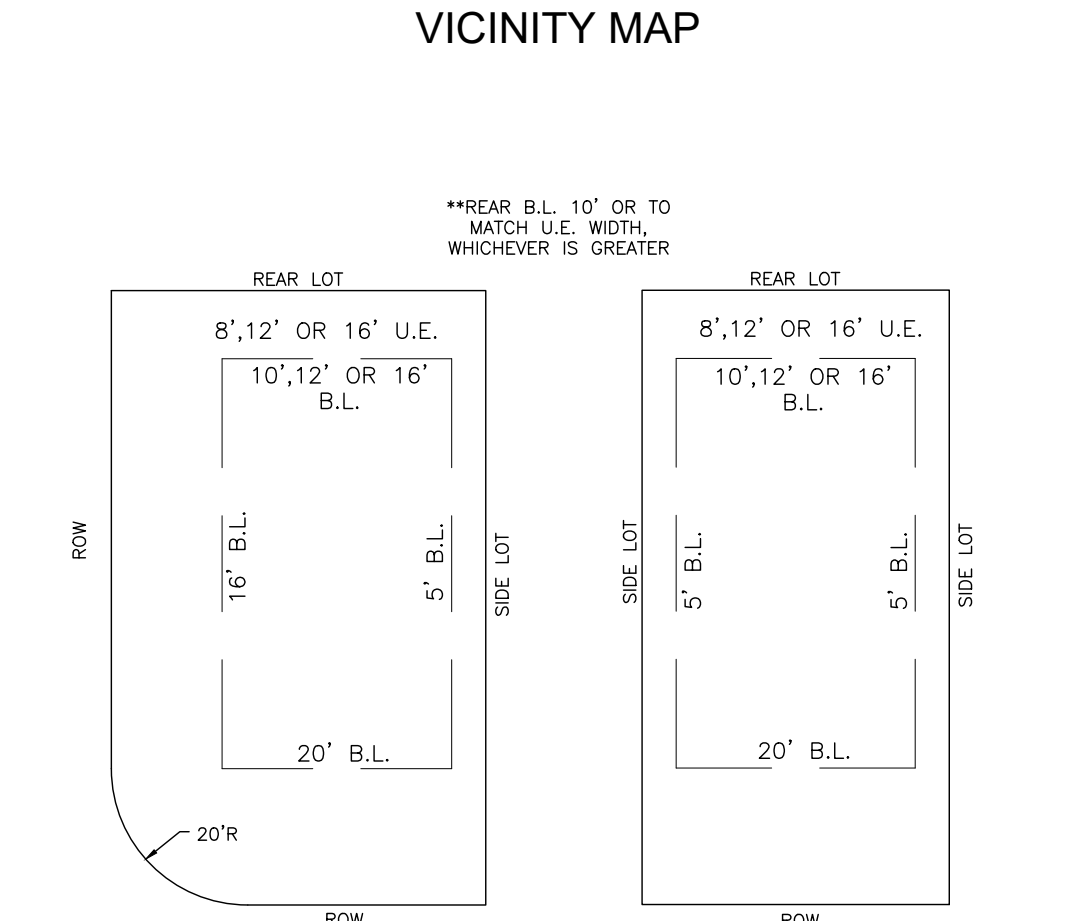 VICINITY MAP
**REAR B.L. 10' OR TO
MATCH U.E. WIDTH,
WHICHEVER IS GREATER
REAR LOT
8',12' OR 16' U.E.
10',12' OR 16'
B.L.
ROW
16' B.L.
5' B.L.
SIDE LOT
20' B.L.
20'R
ROW
REAR LOT
8',12' OR 16' U.E.
10',12' OR 16'
B.L.
SIDE LOT
5' B.L.
5' B.L.
SIDE LOT
20' B.L.
ROW